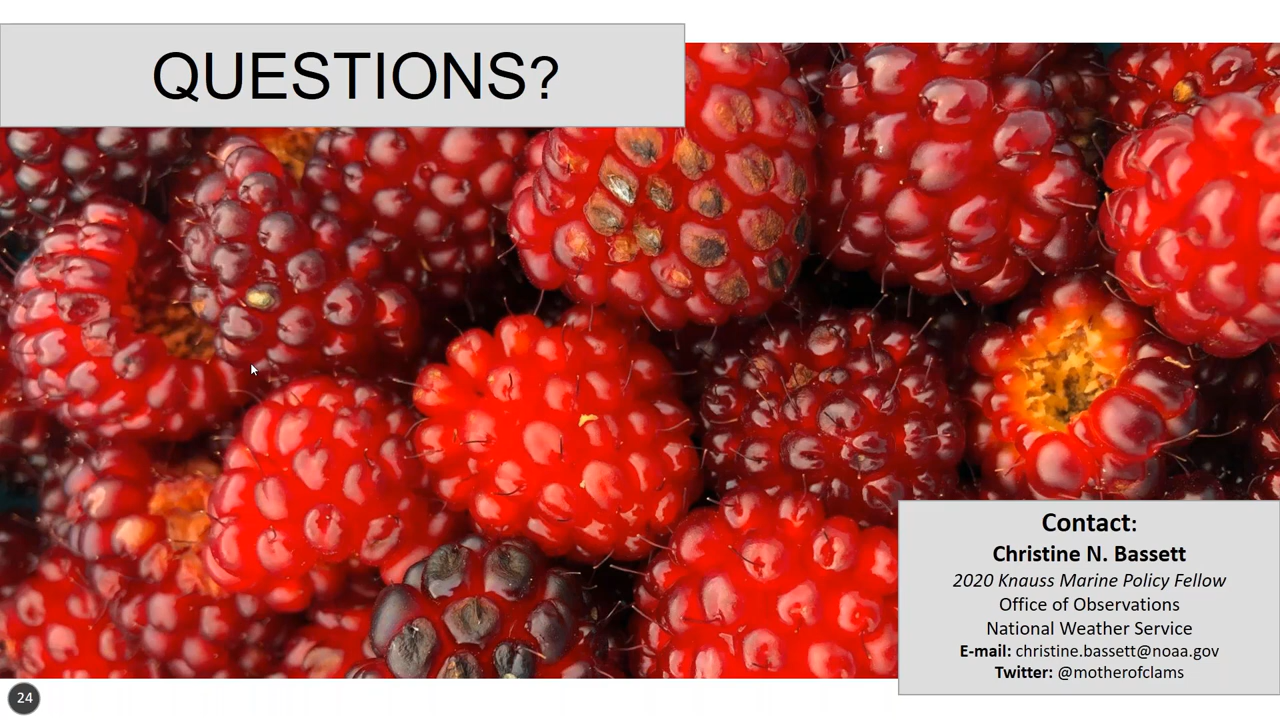 QUESTIONS?
Contact:
Christine N. Bassett
2020 Knauss Marine Policy Fellow
Office of Observations
National Weather Service
E-mail: christine.bassett@noaa.gov
Twitter: @motherofclams
24